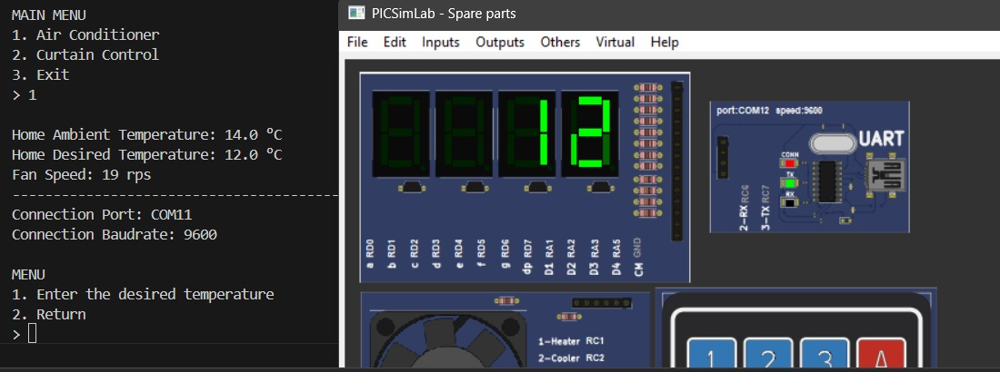 MAIN MENU
1. Air Conditioner
2. Curtain Control
3. Exit
> 1
Home Ambient Temperature: 14.0 °C
Home Desired Temperature: 12.0 °C
Fan Speed: 19 rps
-----------------------------------------
Connection Port: COM11
Connection Baudrate: 9600
MENU
1. Enter the desired temperature
2. Return
>
PICSimLab - Spare parts
File Edit Inputs Outputs Others Virtual Help
12
a RD0
b RD1
c RD2
d RD3
e RD4
f RD5
g RD6
dp RD7
D1 RA1
D2 RA2
D3 RA3
D4 RA5
CM GND
port:COM12 speed:9600
UART
CONN
TX
RX
2-RX RC6
3-TX RC7
1-Heater RC1
2-Cooler RC2
1 2 3 A